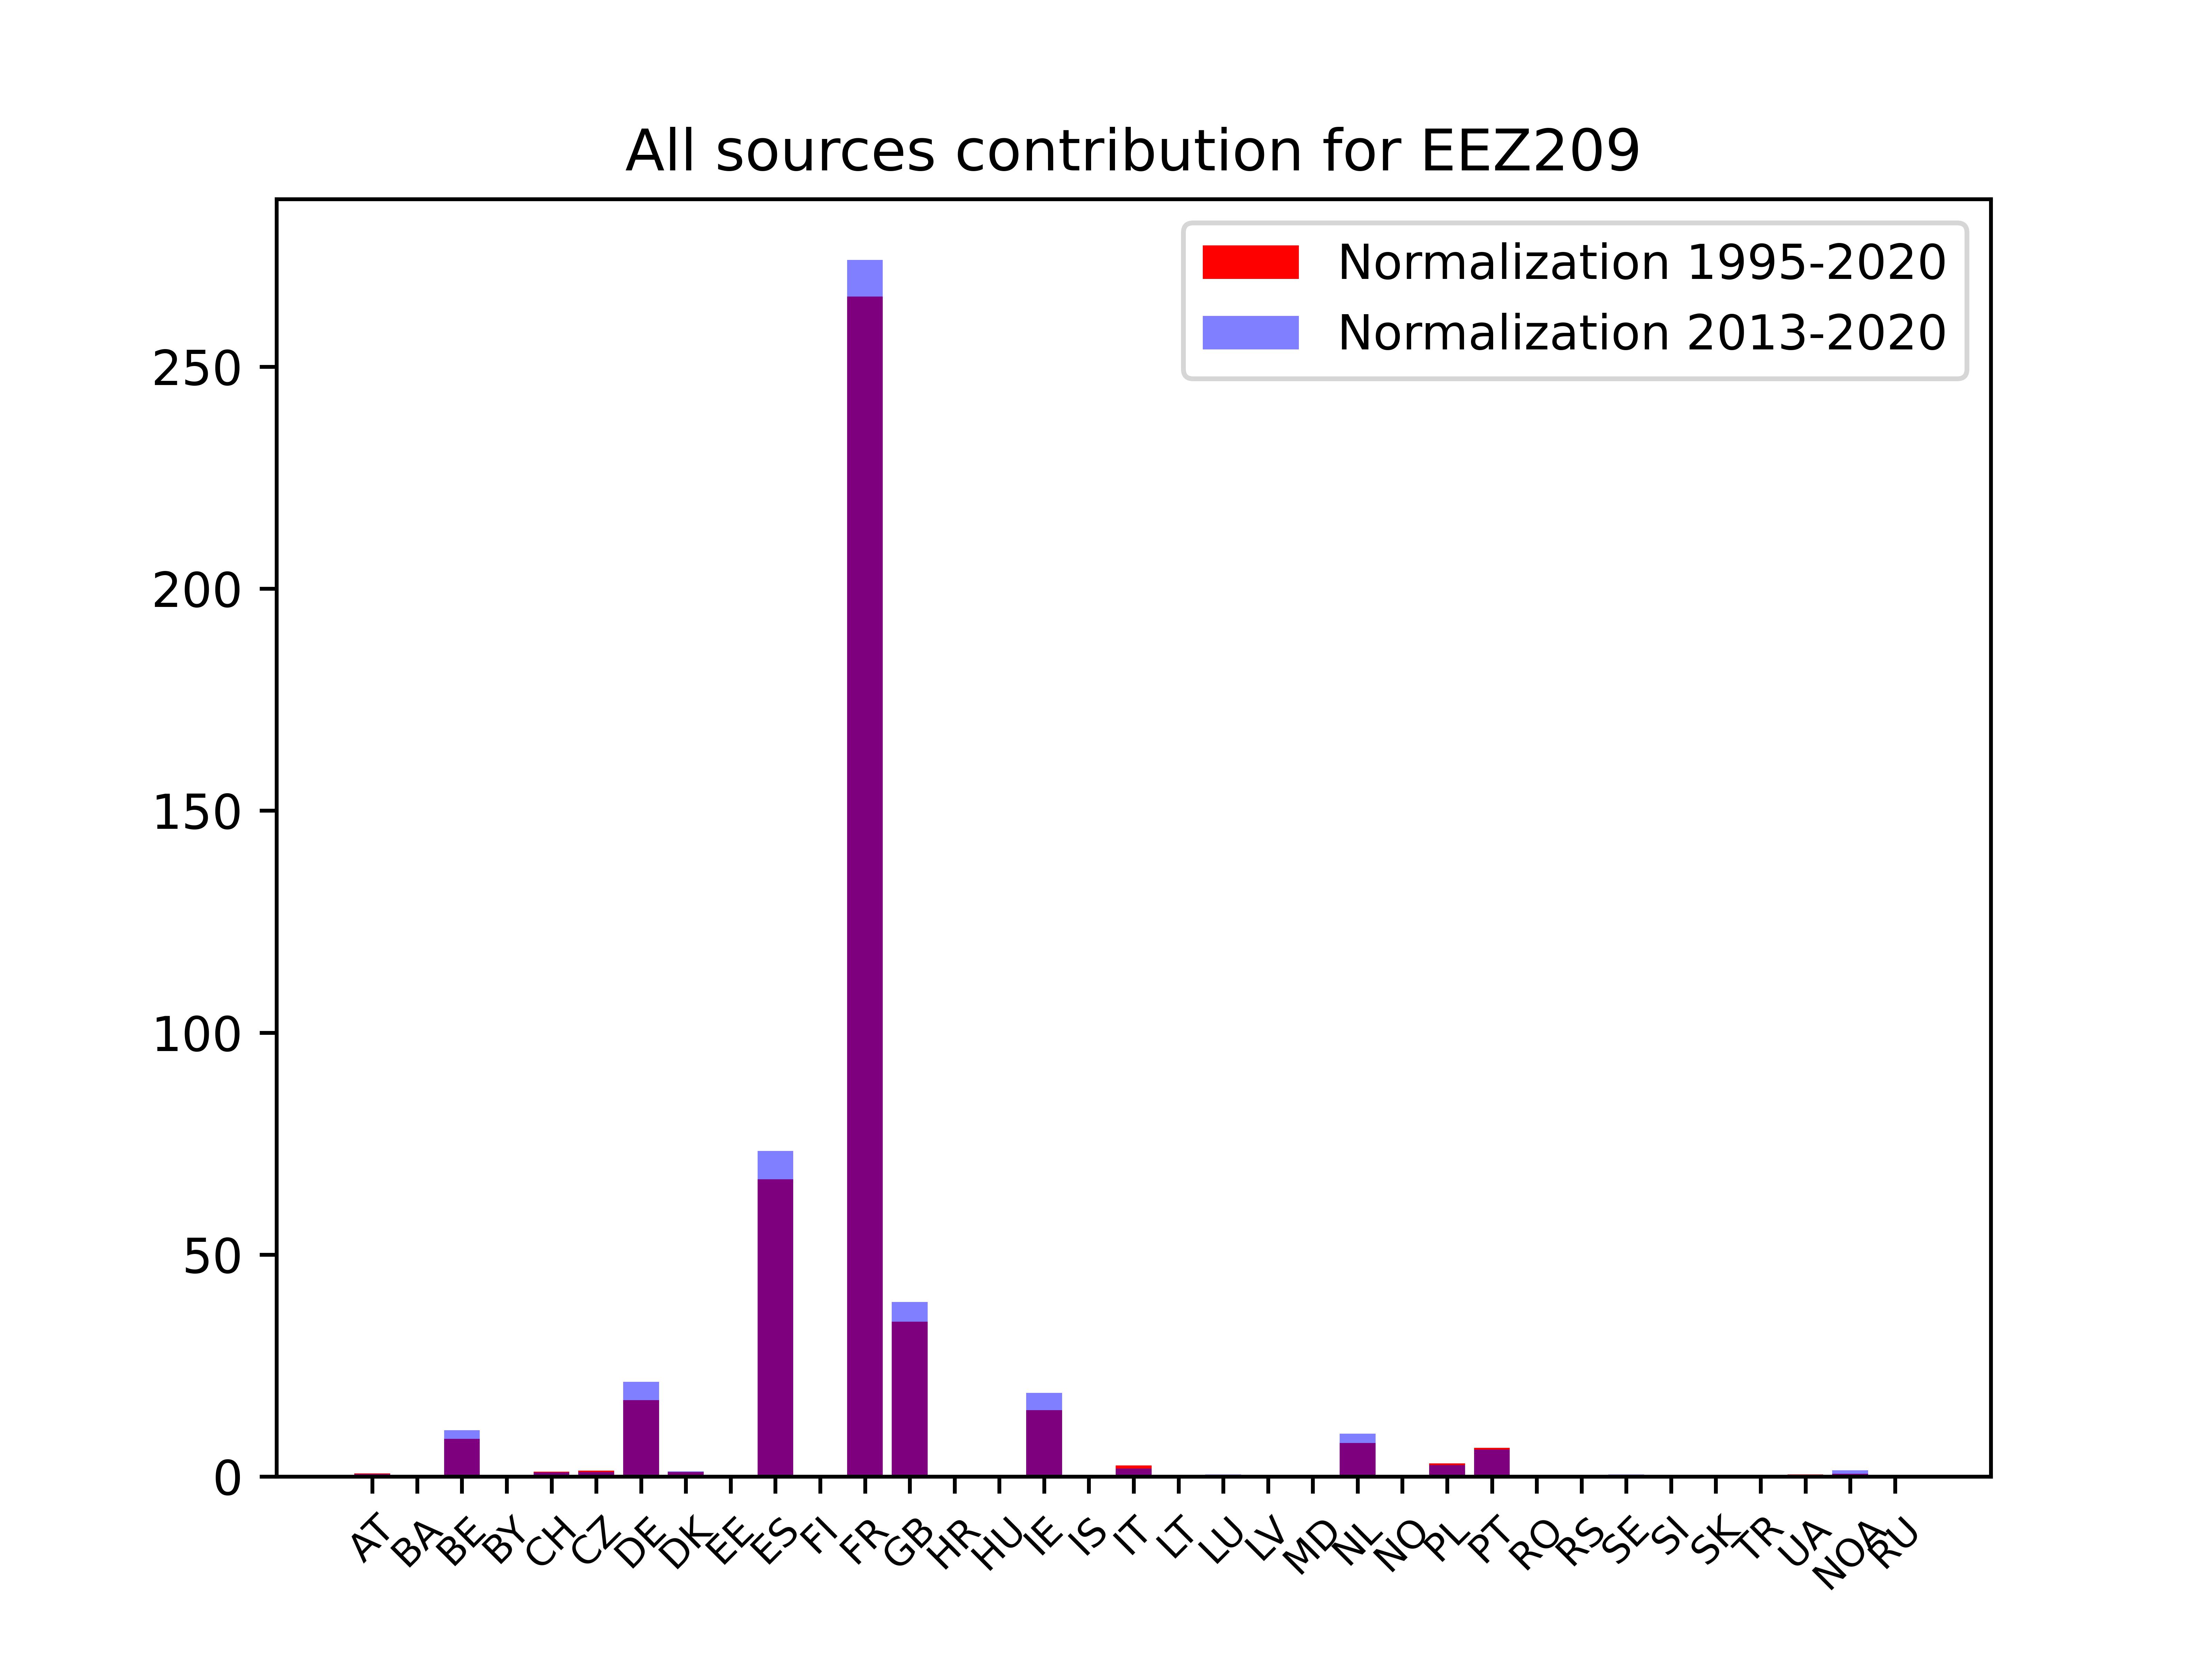 All sources contribution for EEZ209
Normalization 1995-2020
Normalization 2013-2020
250
200
150
100
50
0
AT BA BE BY CH CZ DE DK EE ES FI FR GB HR HU IE IS IT LT LU LV MD NL NO PL PT RO RS SE SI SK TR UA NOA RU